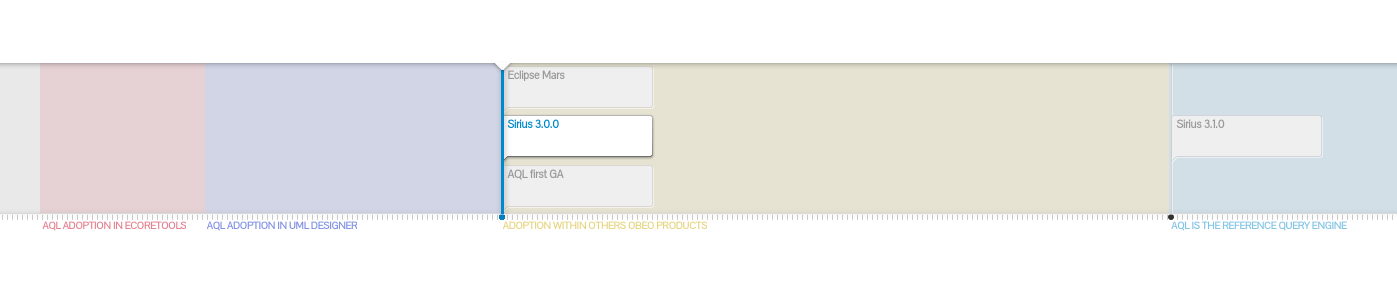 Eclipse Mars
Sirius 3.0.0
Sirius 3.1.0
AQL first GA
AQL ADOPTION IN ECORETOOLS
AQL ADOPTION IN UML DESIGNER
ADOPTION WITHIN OTHERS OBEO PRODUCTS
AQL IS THE REFERENCE QUERY ENGINE